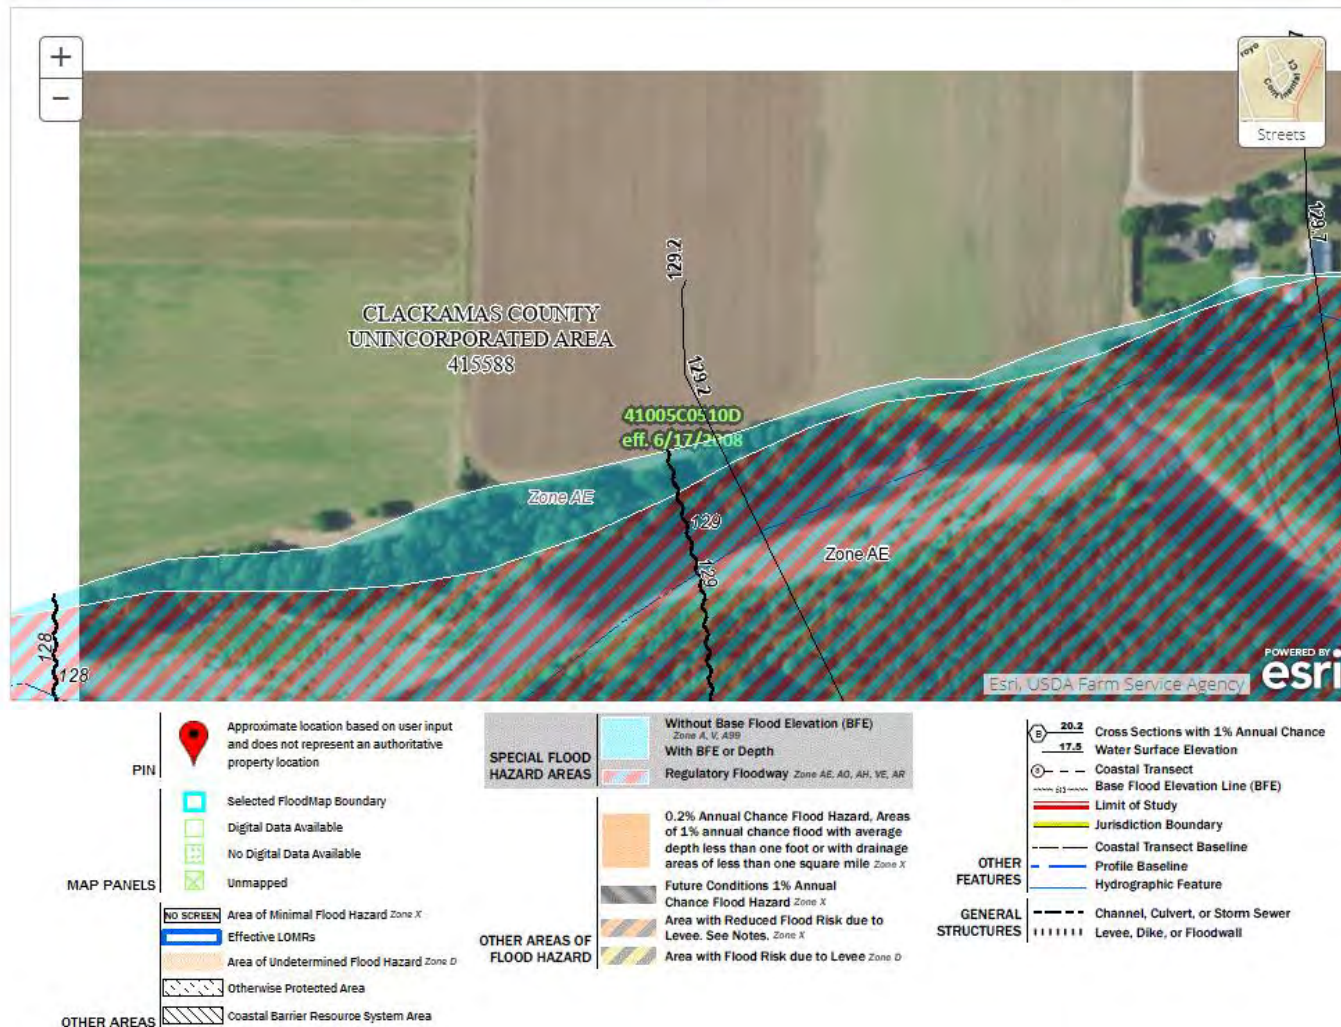 +
−
royo
Continental Ct
Streets
129.7
129.2
CLACKAMAS COUNTY
UNINCORPORATED AREA
415588
129.2
41005C0510D
eff. 6/17/2008
Zone AE
129
Zone AE
129
128
128
POWERED BY
esri
Esri, USDA Farm Service Agency
PIN
Approximate location based on user input
and does not represent an authoritative
property location
MAP PANELS
Selected FloodMap Boundary
Digital Data Available
No Digital Data Available
Unmapped
OTHER AREAS
NO SCREEN Area of Minimal Flood Hazard Zone X
Effective LOMRs
Area of Undetermined Flood Hazard Zone D
Otherwise Protected Area
Coastal Barrier Resource System Area
SPECIAL FLOOD
HAZARD AREAS
Without Base Flood Elevation (BFE)
Zone A, V, A99
With BFE or Depth
Regulatory Floodway Zone AE, AO, AH, VE, AR
OTHER AREAS OF
FLOOD HAZARD
0.2% Annual Chance Flood Hazard, Areas
of 1% annual chance flood with average
depth less than one foot or with drainage
areas of less than one square mile Zone X
Future Conditions 1% Annual
Chance Flood Hazard Zone X
Area with Reduced Flood Risk due to
Levee. See Notes. Zone X
Area with Flood Risk due to Levee Zone D
OTHER
FEATURES
B 20.2 Cross Sections with 1% Annual Chance
17.5 Water Surface Elevation
Coastal Transect
Base Flood Elevation Line (BFE)
Limit of Study
Jurisdiction Boundary
Coastal Transect Baseline
Profile Baseline
Hydrographic Feature
GENERAL
STRUCTURES
Channel, Culvert, or Storm Sewer
Levee, Dike, or Floodwall